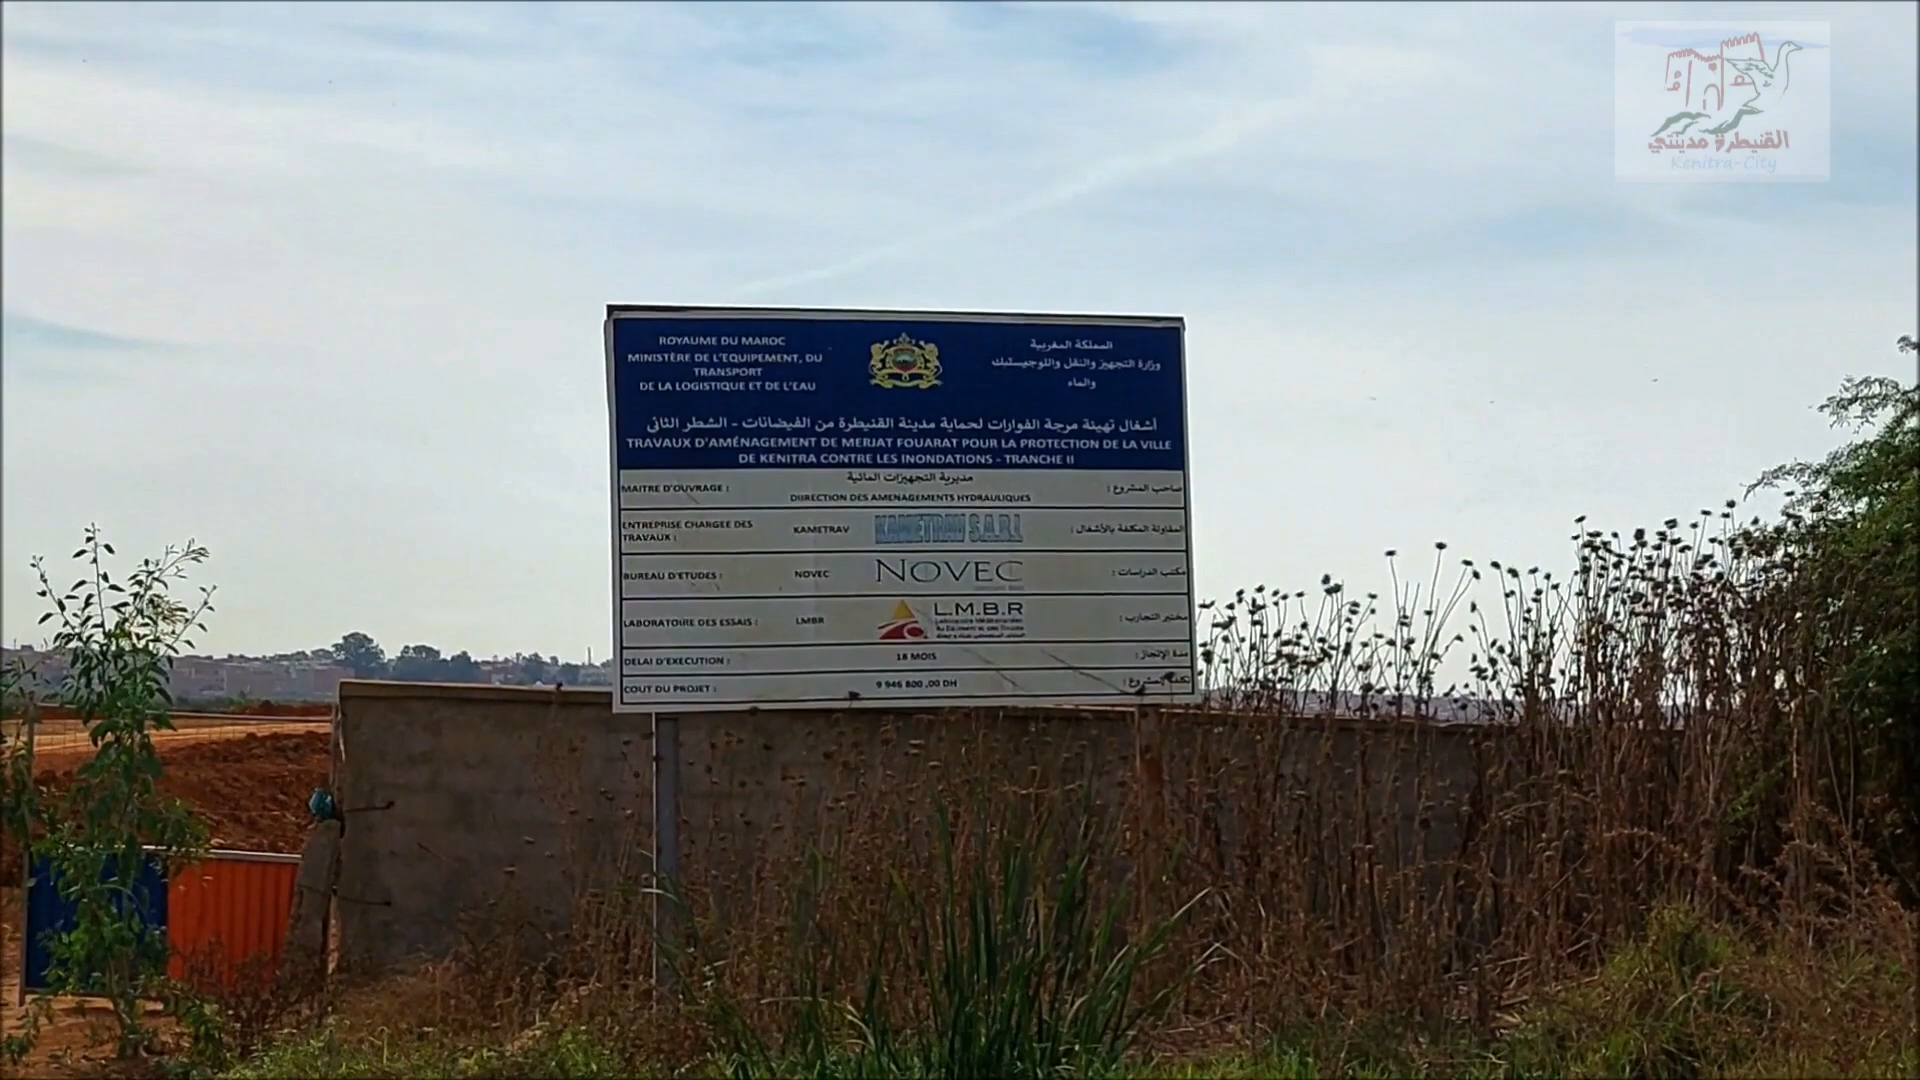 القنيطرة مدينتي
Kenitra-City
ROYAUME DU MAROC
MINISTÈRE DE L'EQUIPEMENT, DU
TRANSPORT
DE LA LOGISTIQUE ET DE L'EAU
المملكة المغربية
وزارة التجهيز والنقل واللوجيستيك
والماء
أشغال تهيئة مرجة الفوارات لحماية مدينة القنيطرة من الفيضانات - الشطر الثاني
TRAVAUX D'AMÉNAGEMENT DE MERJAT FOUARAT POUR LA PROTECTION DE LA VILLE
DE KENITRA CONTRE LES INONDATIONS - TRANCHE II
مديرية التجهيزات المائية
MAITRE D'OUVRAGE : DIIRECTION DES AMENAGEMENTS HYDRAULIQUES صاحب المشروع :
ENTREPRISE CHARGEE DES
TRAVAUX :
KAMETRAV KAMETRAV S.A.R.L المقاولة المكلفة بالأشغال :
BUREAU D'ETUDES : NOVEC NOVEC مكتب الدراسات :
LABORATOIRE DES ESSAIS : LMBR L.M.B.R مختبر التجارب :
DELAI D'EXECUTION : 18 MOIS مدة الإنجاز :
COUT DU PROJET : 9 946 800 ,00 DH تكلفة المشروع :